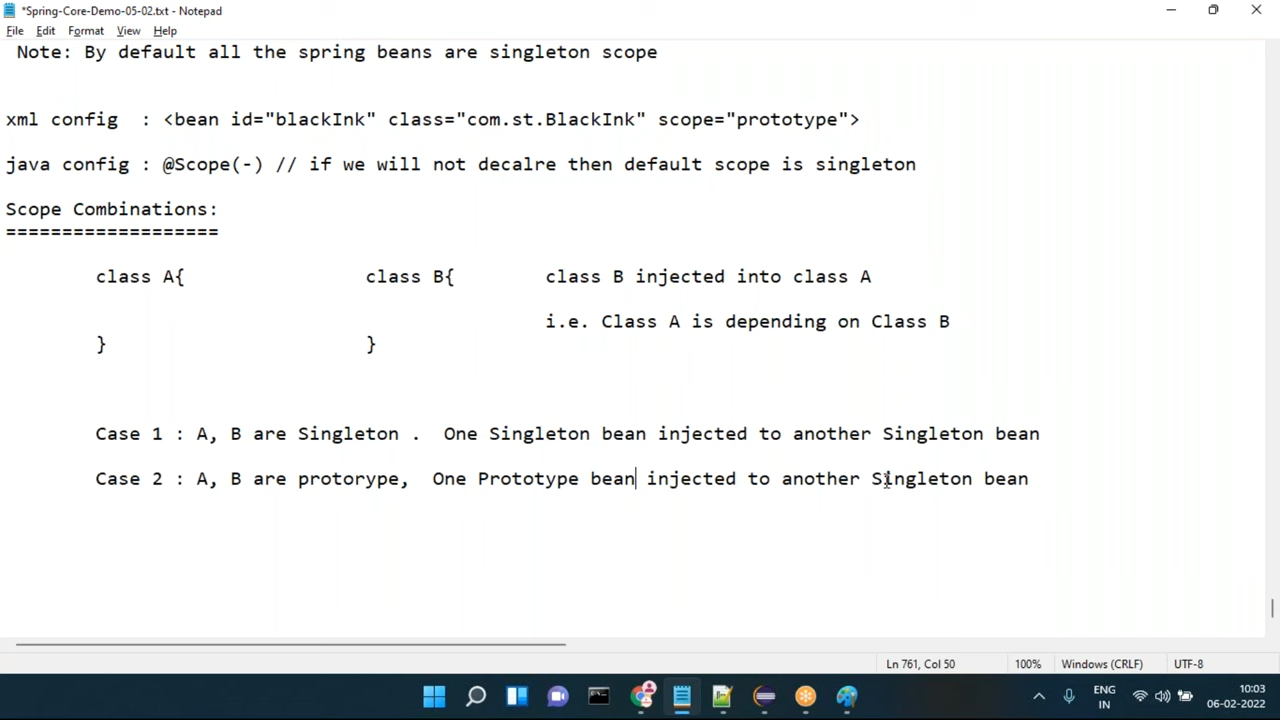 *Spring-Core-Demo-05-02.txt - Notepad
File Edit Format View Help
Note: By default all the spring beans are singleton scope
xml config : <bean id="blackInk" class="com.st.BlackInk" scope="prototype">
java config : @Scope(-) // if we will not decalre then default scope is singleton
Scope Combinations:
===================
class A{ class B{ class B injected into class A
i.e. Class A is depending on Class B
} }
Case 1 : A, B are Singleton . One Singleton bean injected to another Singleton bean
Case 2 : A, B are protorype, One Prototype bean injected to another Singleton bean
Ln 761, Col 50 100% Windows (CRLF) UTF-8
ENG 10:03
IN 06-02-2022